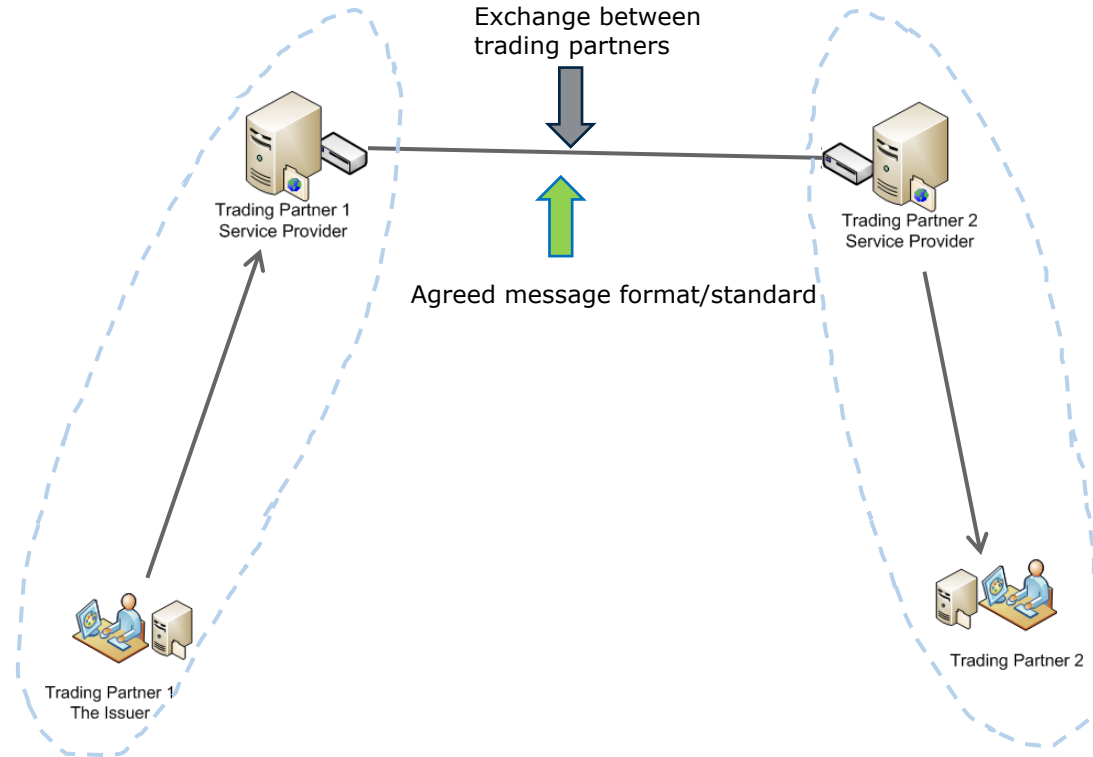 Exchange between
trading partners
Trading Partner 1
Service Provider
Trading Partner 2
Service Provider
Agreed message format/standard
Trading Partner 1
The Issuer
Trading Partner 2